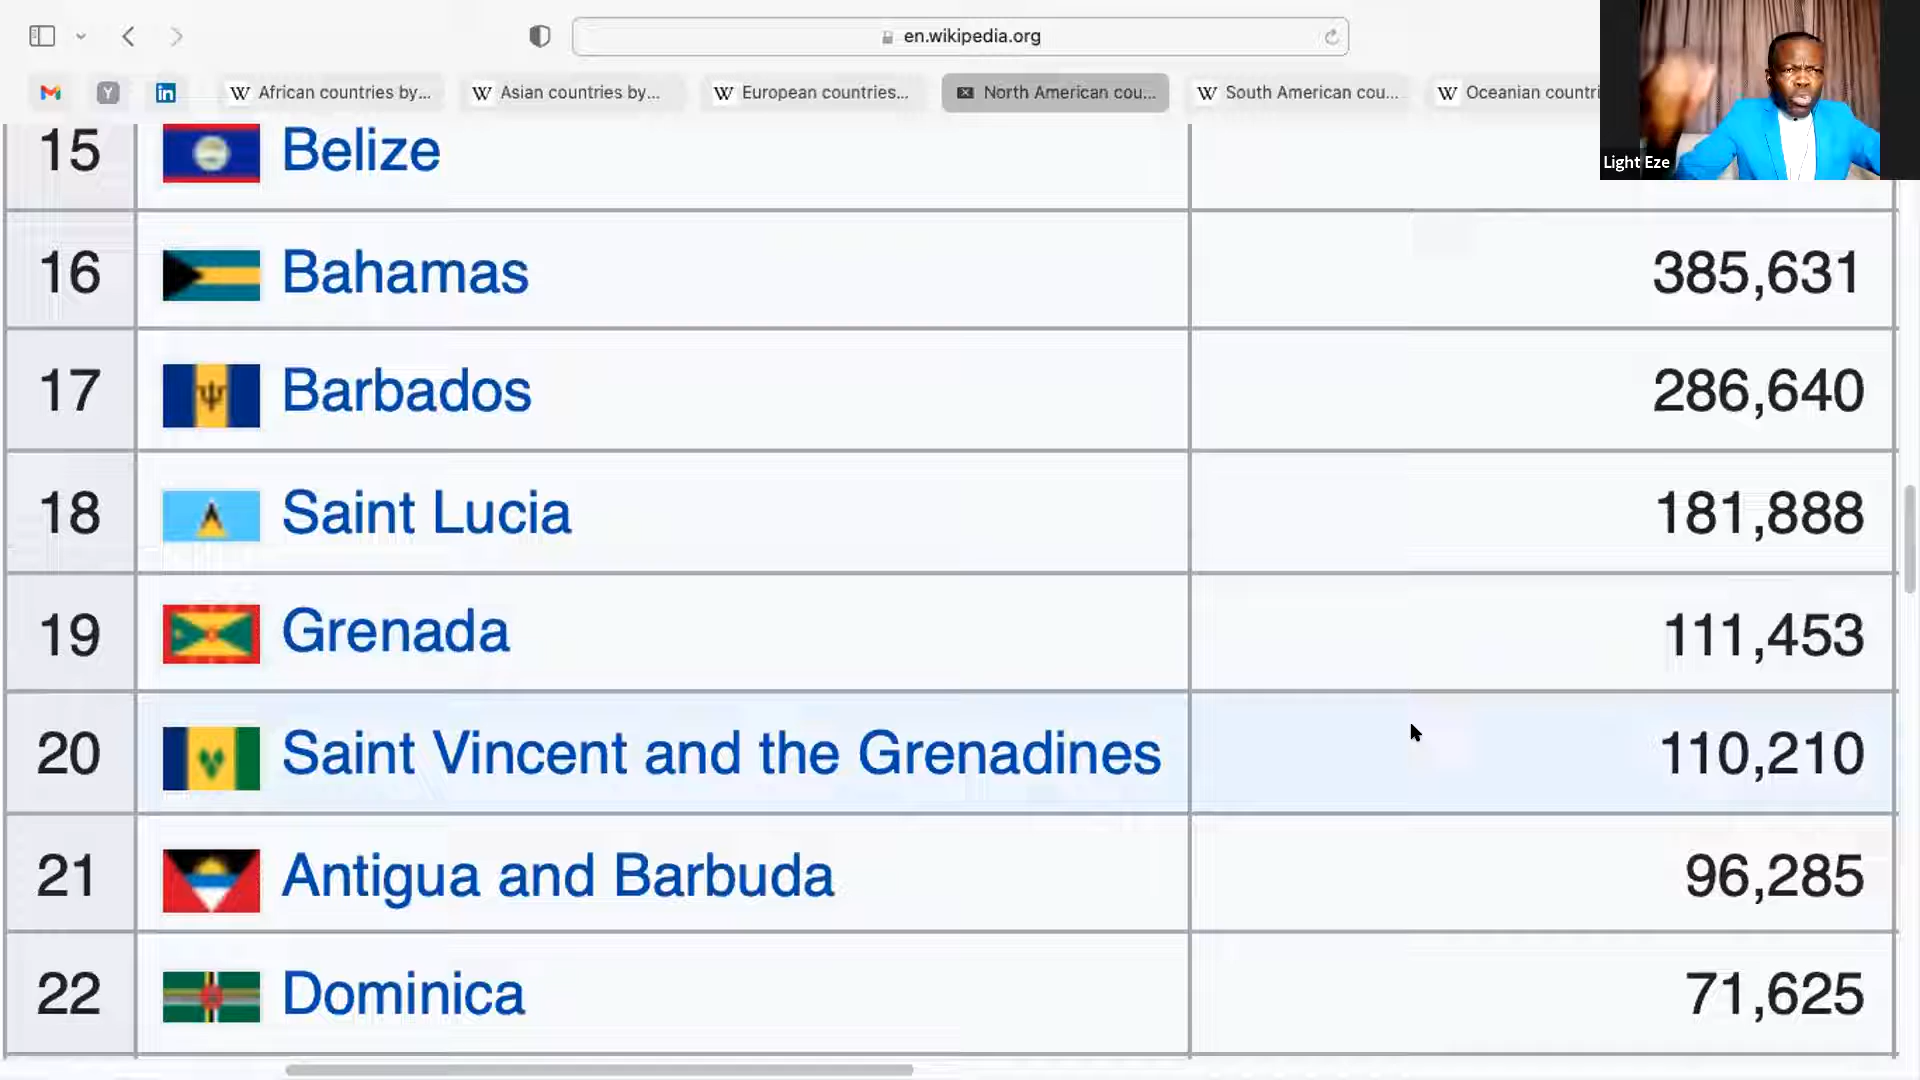 en.wikipedia.org
African countries by...
Asian countries by...
European countries...
North American cou...
South American cou...
Oceanian countri
Light Eze
15 Belize
16 Bahamas 385,631
17 Barbados 286,640
18 Saint Lucia 181,888
19 Grenada 111,453
20 Saint Vincent and the Grenadines 110,210
21 Antigua and Barbuda 96,285
22 Dominica 71,625